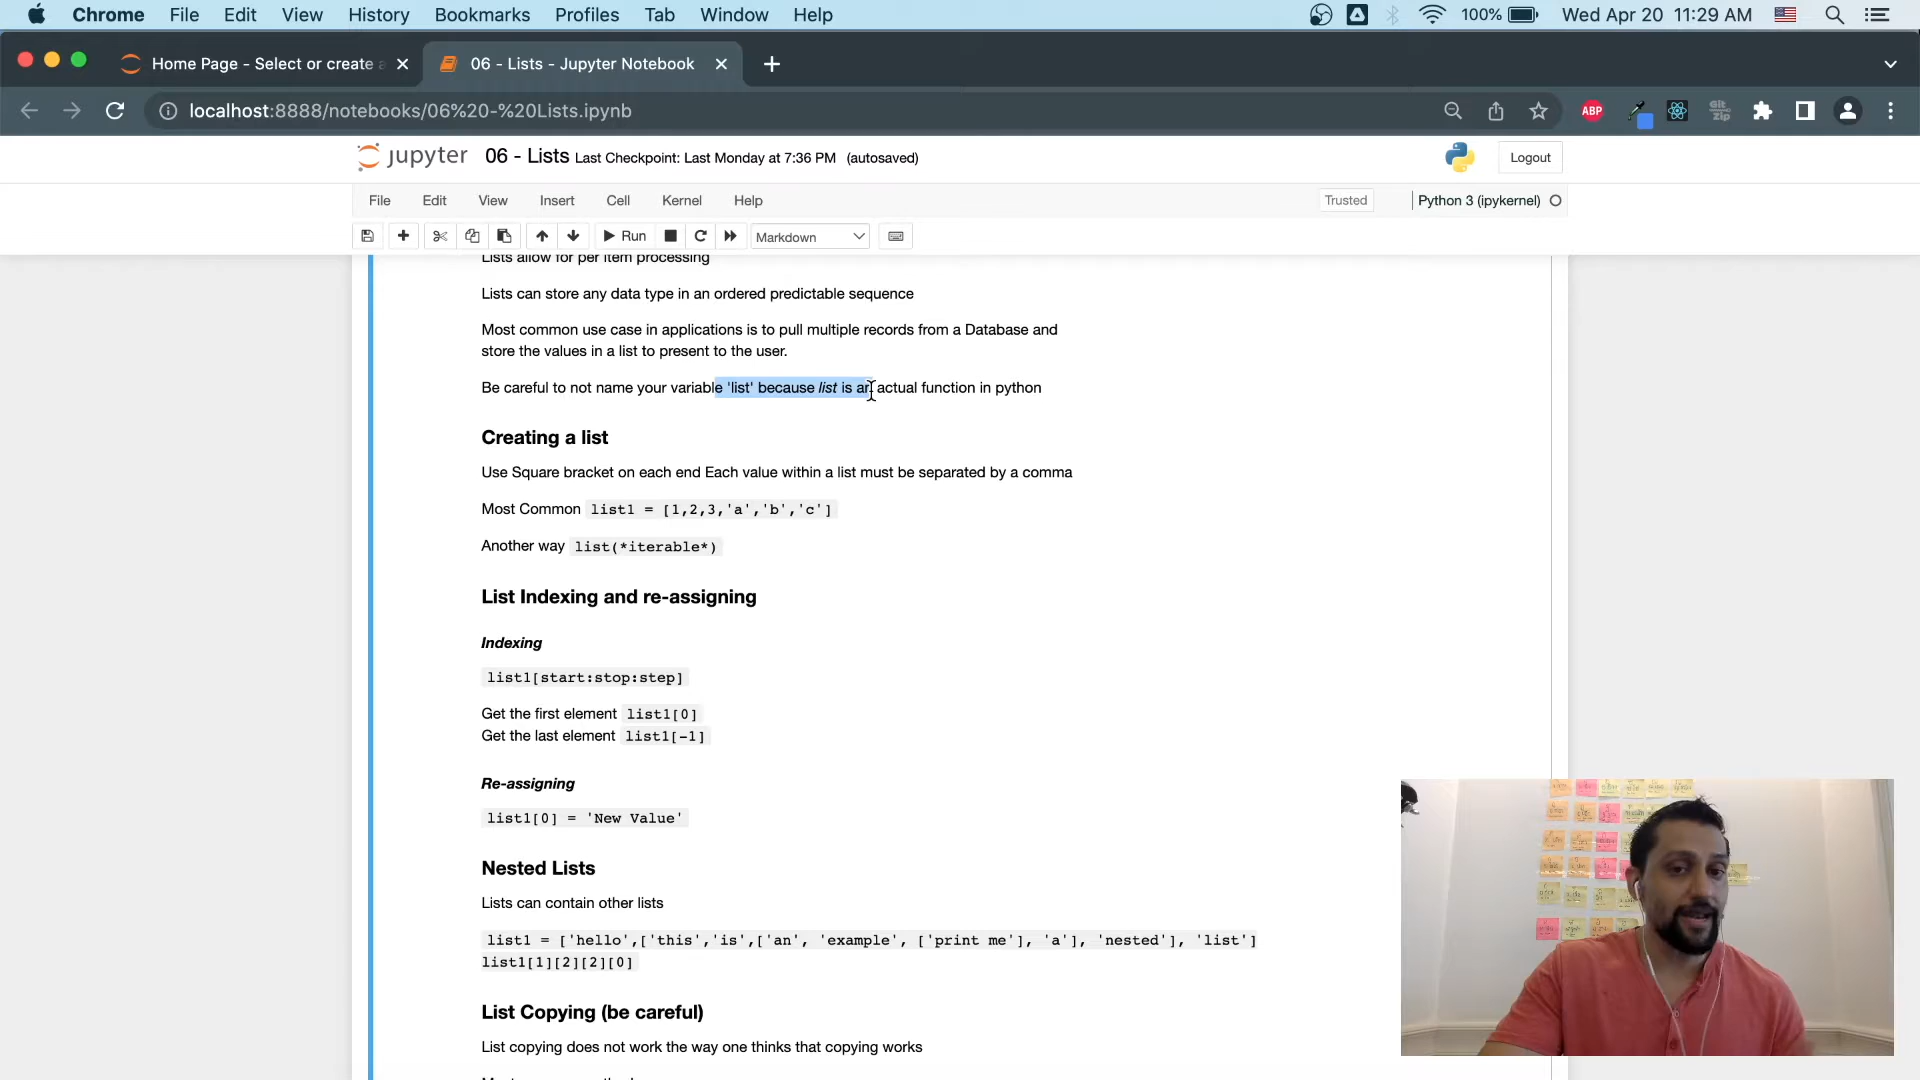 Chrome File Edit View History Bookmarks Profiles Tab Window Help 100% Wed Apr 20 11:29 AM
Home Page - Select or create a
06 - Lists - Jupyter Notebook
localhost:8888/notebooks/06%20-%20Lists.ipynb
ABP
Git Zip
jupyter 06 - Lists Last Checkpoint: Last Monday at 7:36 PM (autosaved)
Logout
File Edit View Insert Cell Kernel Help
Trusted
Python 3 (ipykernel)
Run
Markdown
Lists allow for per item processing
Lists can store any data type in an ordered predictable sequence
Most common use case in applications is to pull multiple records from a Database and
store the values in a list to present to the user.
Be careful to not name your variable 'list' because list is an actual function in python
Creating a list
Use Square bracket on each end Each value within a list must be separated by a comma
Most Common list1 = [1,2,3,'a','b','c']
Another way list(*iterable*)
List Indexing and re-assigning
Indexing
list1[start:stop:step]
Get the first element list1[0]
Get the last element list1[-1]
Re-assigning
list1[0] = 'New Value'
Nested Lists
Lists can contain other lists
list1 = ['hello',['this','is',['an', 'example', ['print me'], 'a'], 'nested'], 'list']
list1[1][2][2][0]
List Copying (be careful)
List copying does not work the way one thinks that copying works